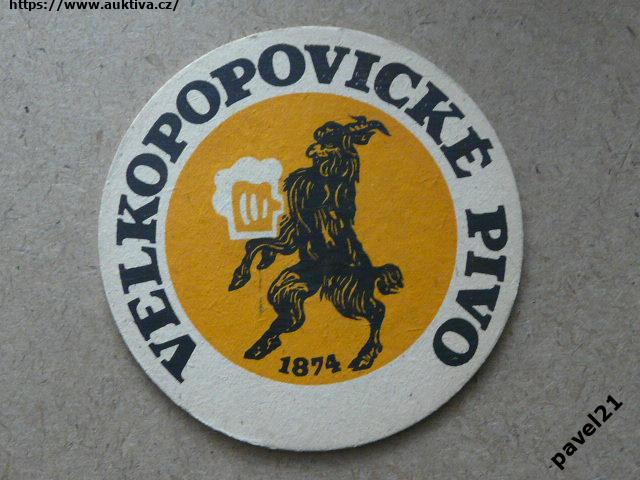 https://www.auktiva.cz/
VELKOPOPOVICKÉ PIVO
1874
pavel21